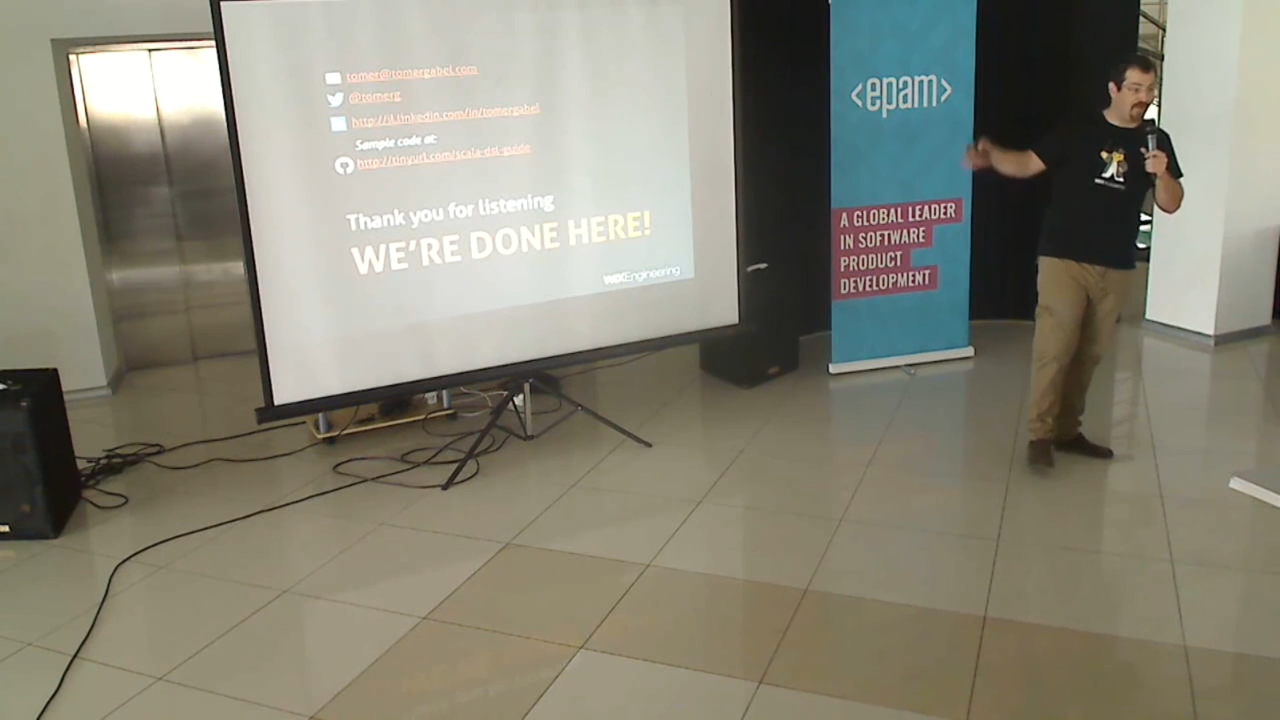 tomer@tomergabel.com
@tomerg
http://il.linkedin.com/in/tomergabel
Sample code at:
http://tinyurl.com/scala-dsl-guide
Thank you for listening
WE'RE DONE HERE!
WIXEngineering
<epam>
A GLOBAL LEADER
IN SOFTWARE
PRODUCT
DEVELOPMENT